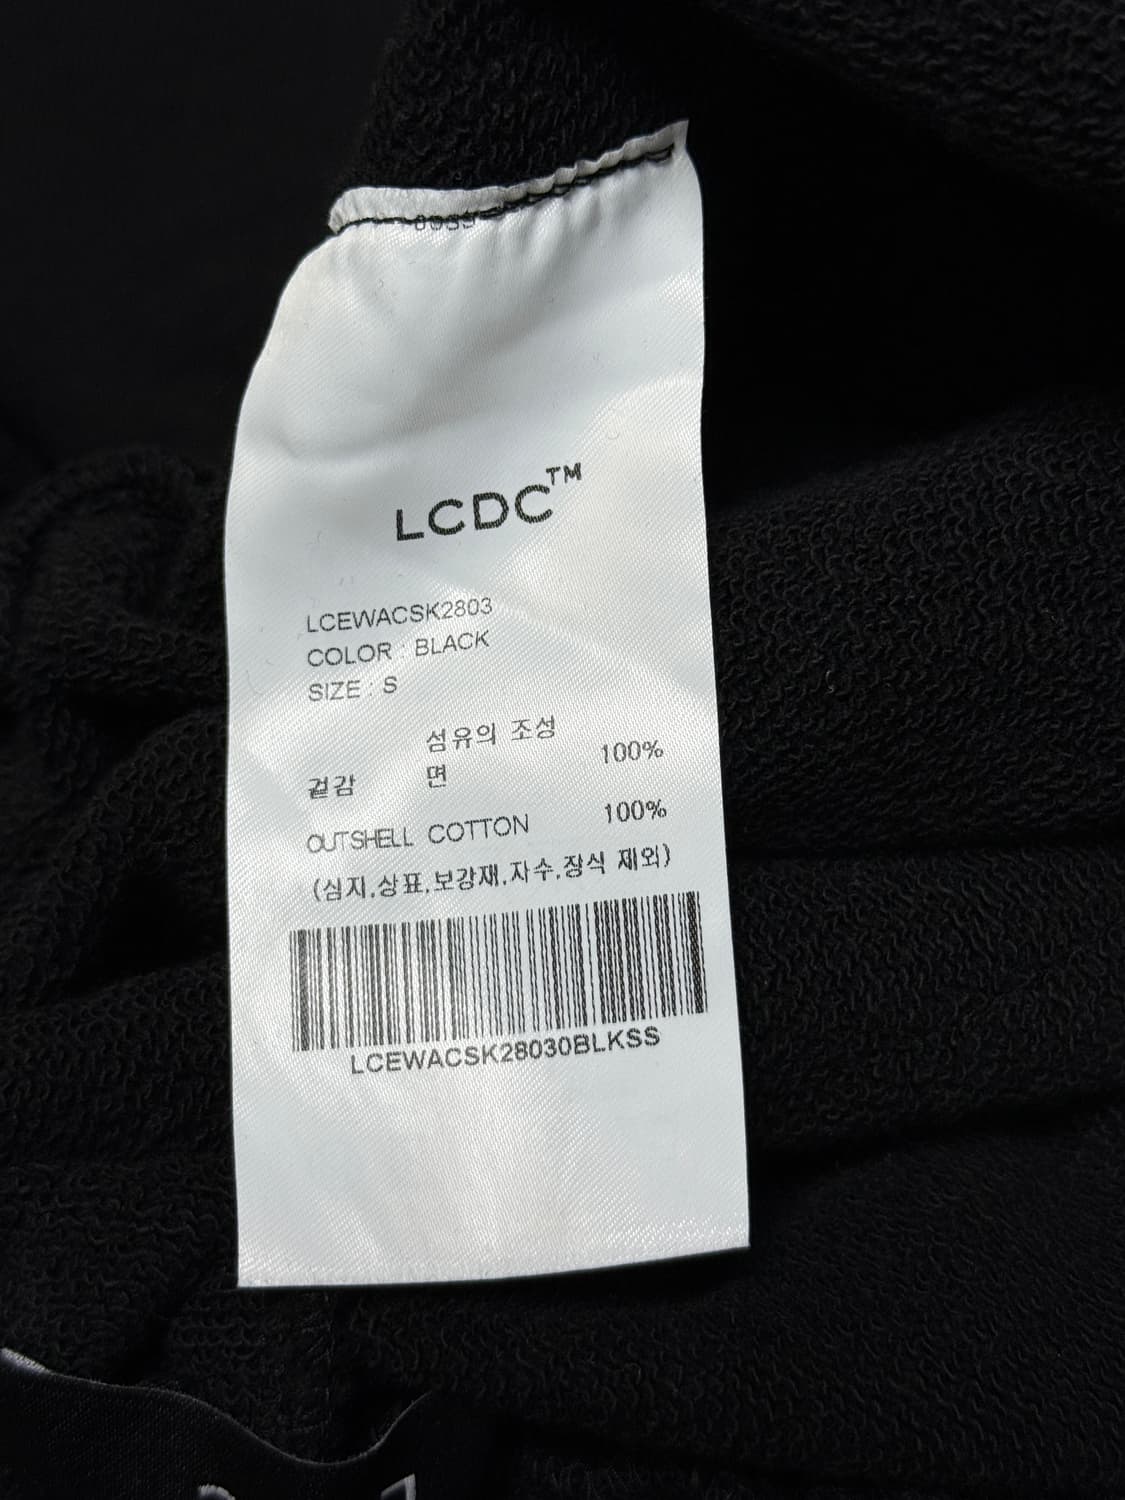 LCDC™
LCEWACSK2803
COLOR : BLACK
SIZE : S
섬유의 조성
겉감 면 100%
OUTSHELL COTTON 100%
(심지,상표,보강재,자수,장식 제외)
LCEWACSK28030BLKSS